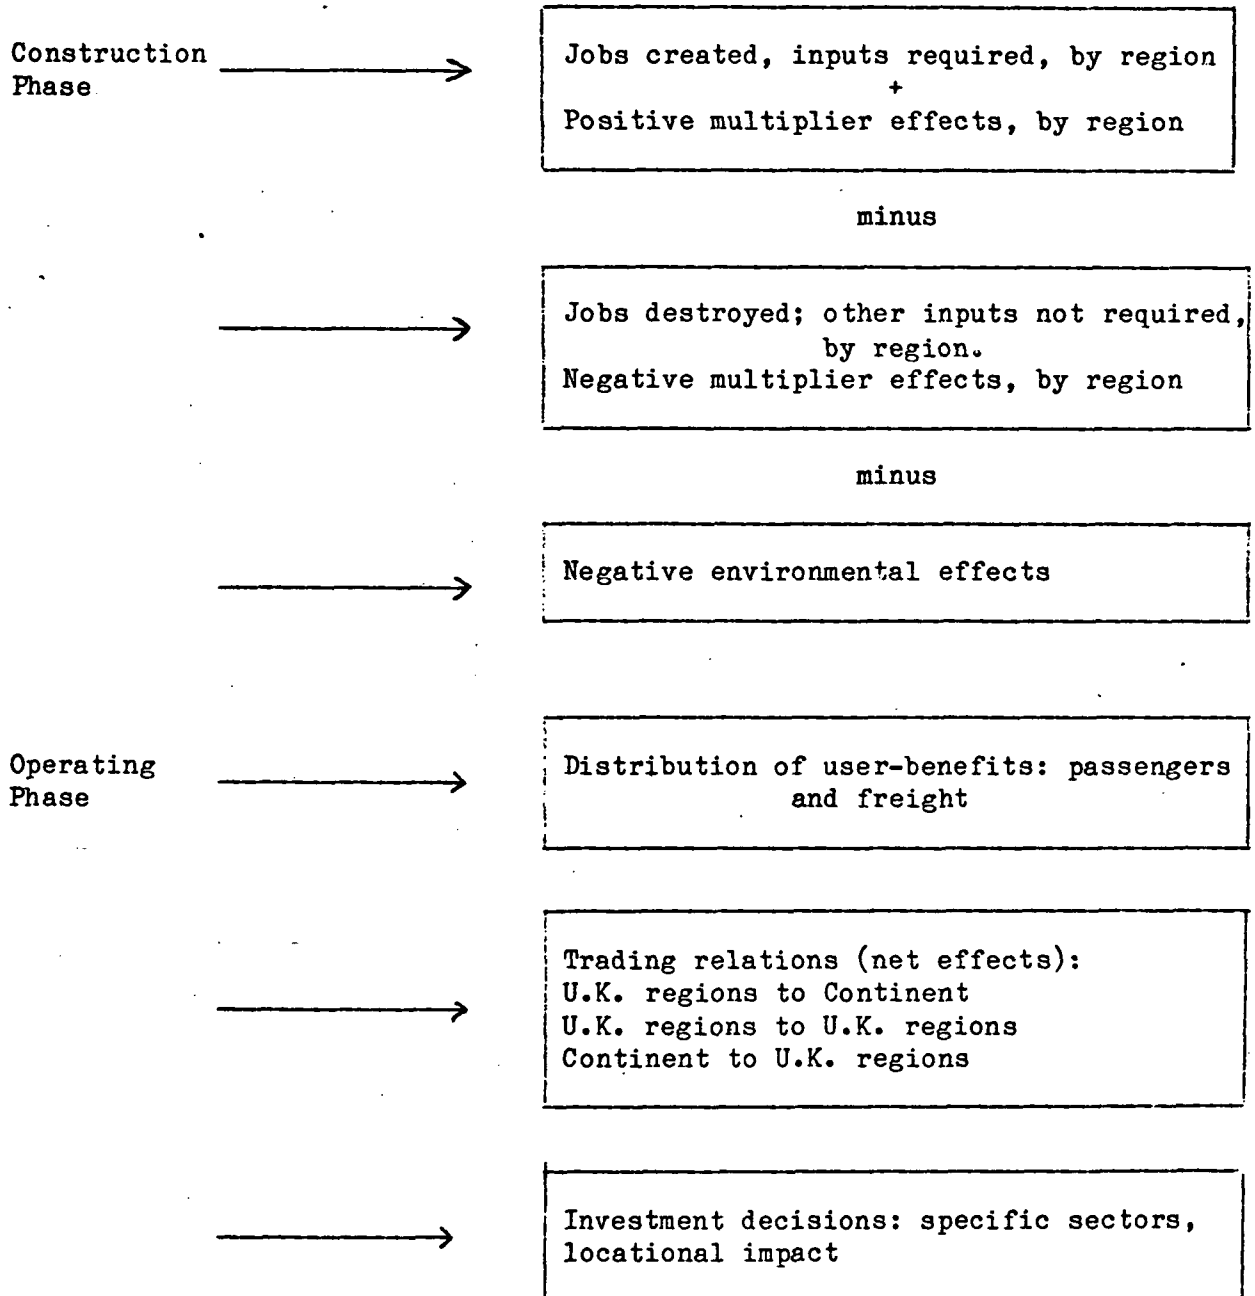 Construction
Phase
Jobs created, inputs required, by region
+
Positive multiplier effects, by region
minus
Jobs destroyed; other inputs not required,
by region.
Negative multiplier effects, by region
minus
Negative environmental effects
Operating
Phase
Distribution of user-benefits: passengers
and freight
Trading relations (net effects):
U.K. regions to Continent
U.K. regions to U.K. regions
Continent to U.K. regions
Investment decisions: specific sectors,
locational impact